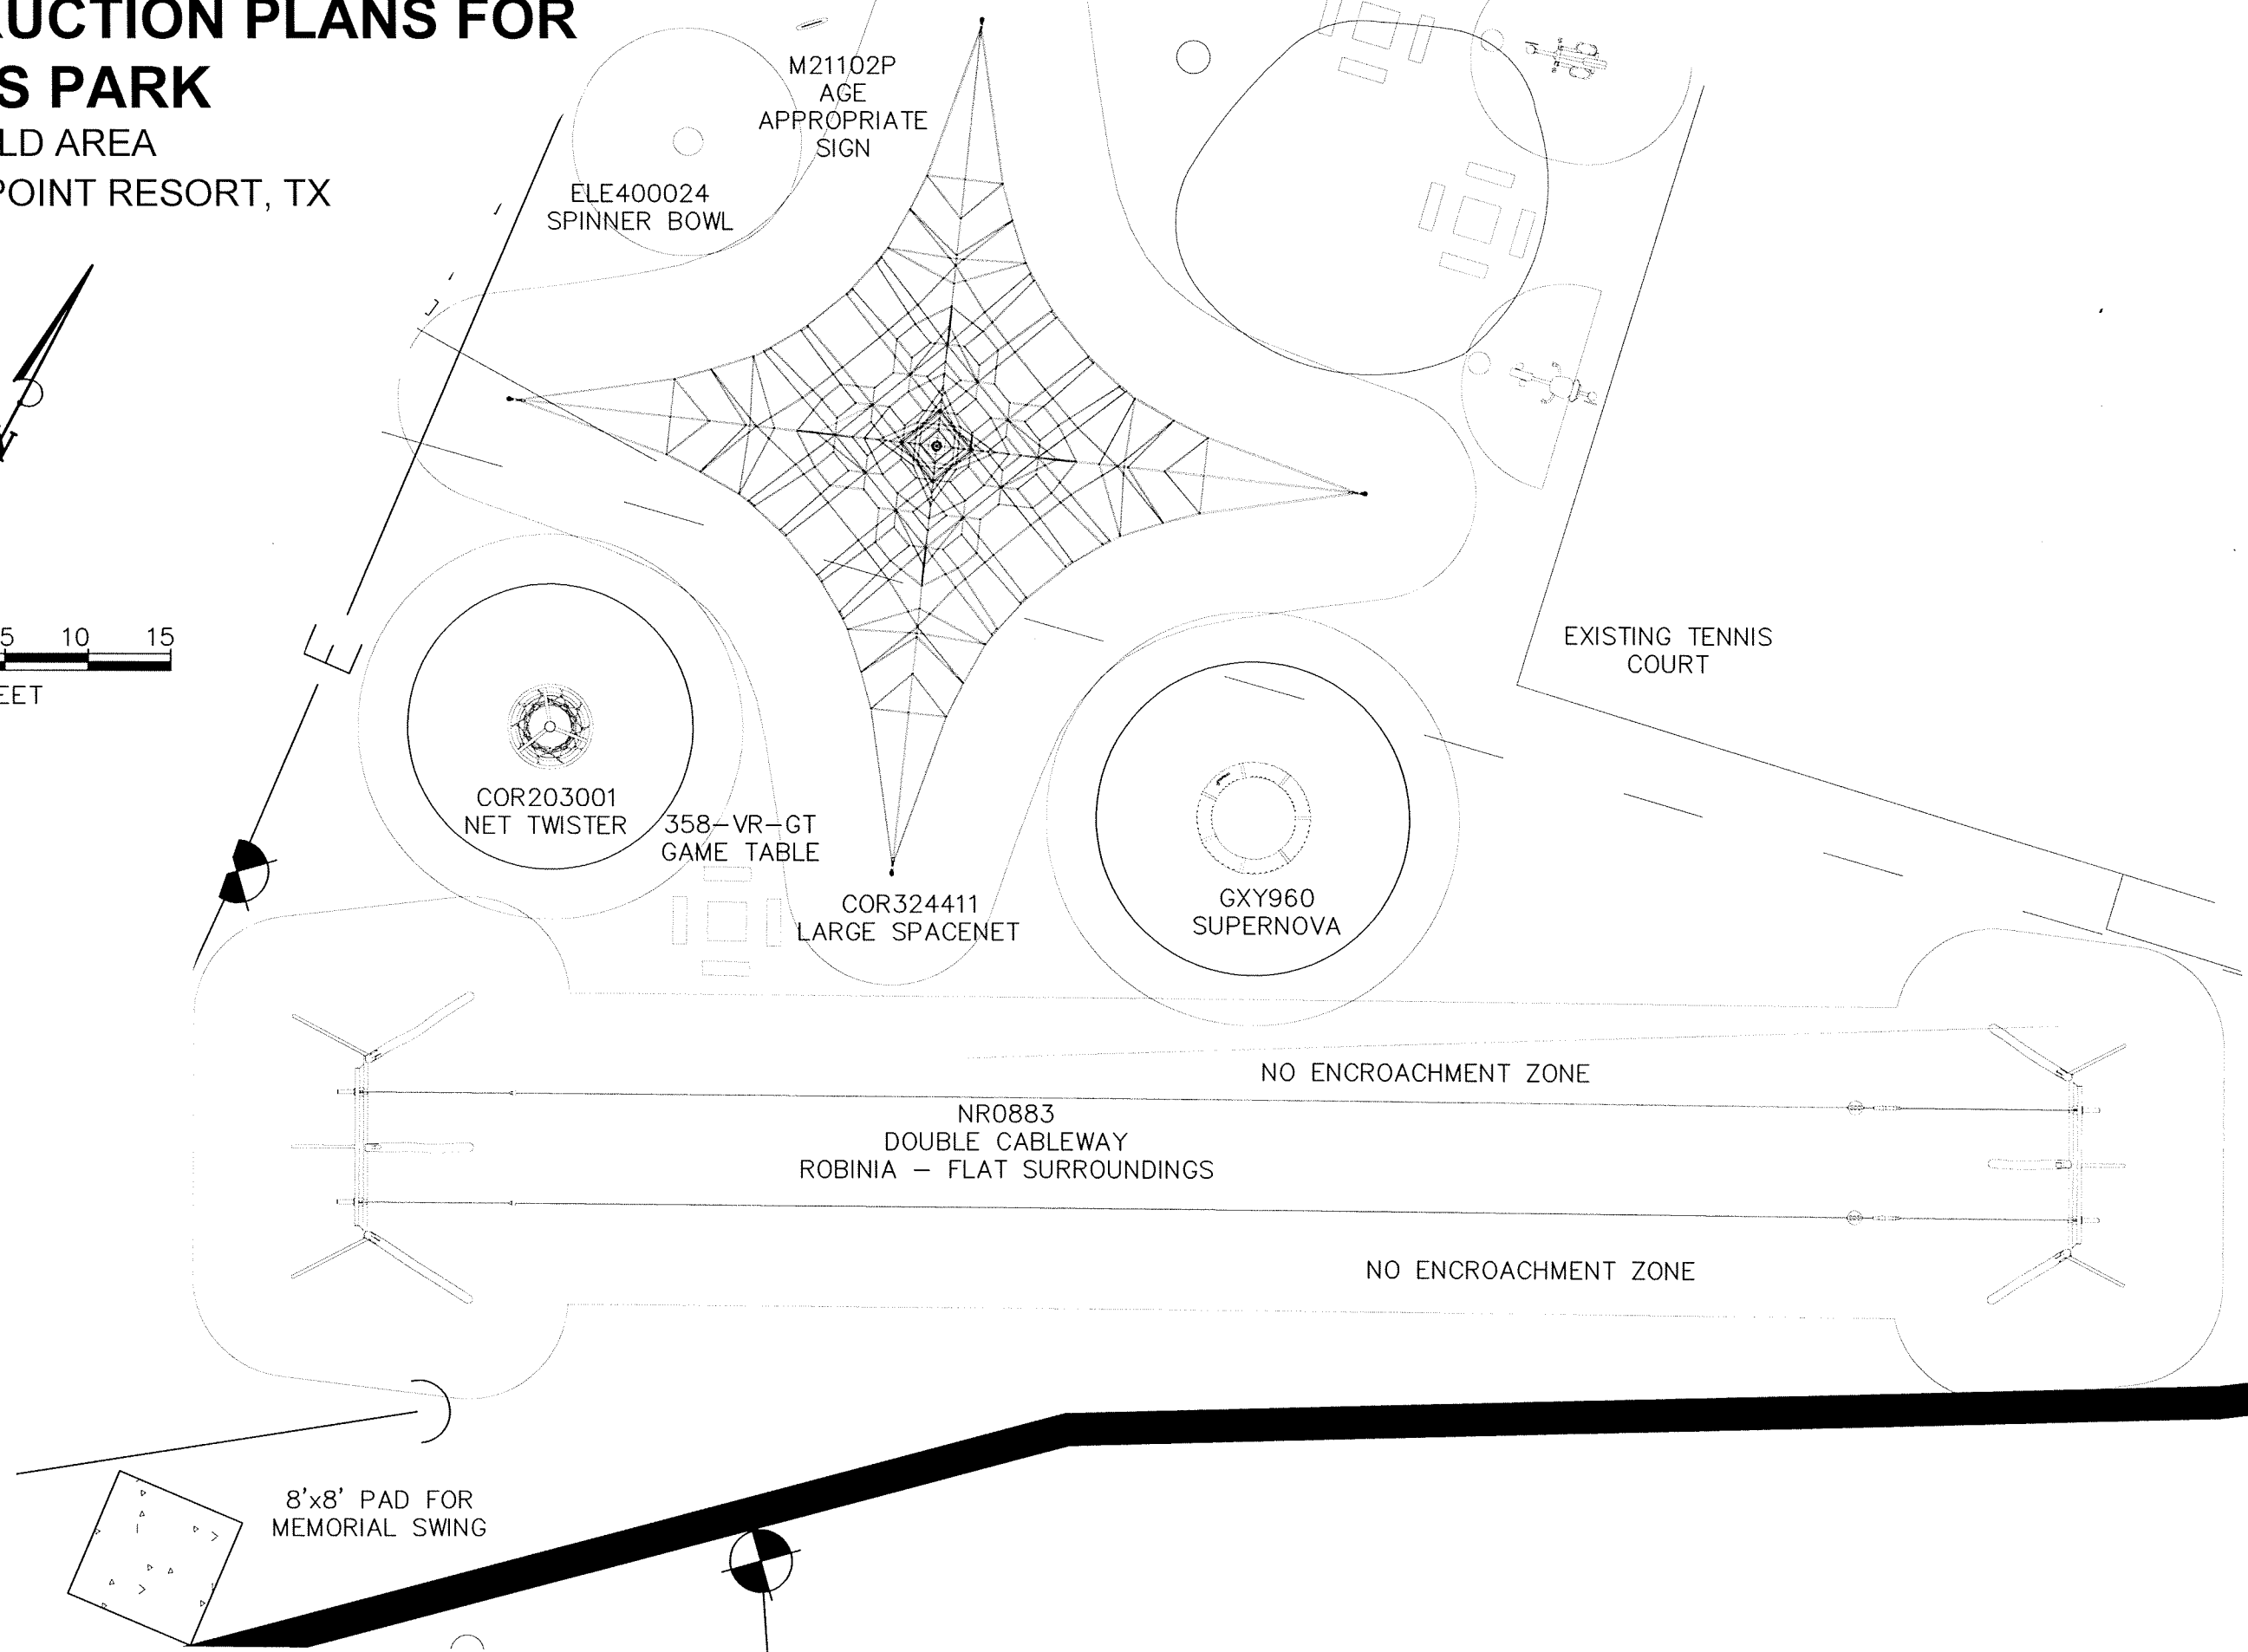 RUCTION PLANS FOR
S PARK
LD AREA
POINT RESORT, TX
M21102P
AGE
APPROPRIATE
SIGN
ELE400024
SPINNER BOWL
5 10 15
EET
E
EXISTING TENNIS
COURT
COR203001
NET TWISTER
358-VR-GT
GAME TABLE
COR324411
LARGE SPACENET
GXY960
SUPERNOVA
NO ENCROACHMENT ZONE
NR0883
DOUBLE CABLEWAY
ROBINIA - FLAT SURROUNDINGS
NO ENCROACHMENT ZONE
8'x8' PAD FOR
MEMORIAL SWING